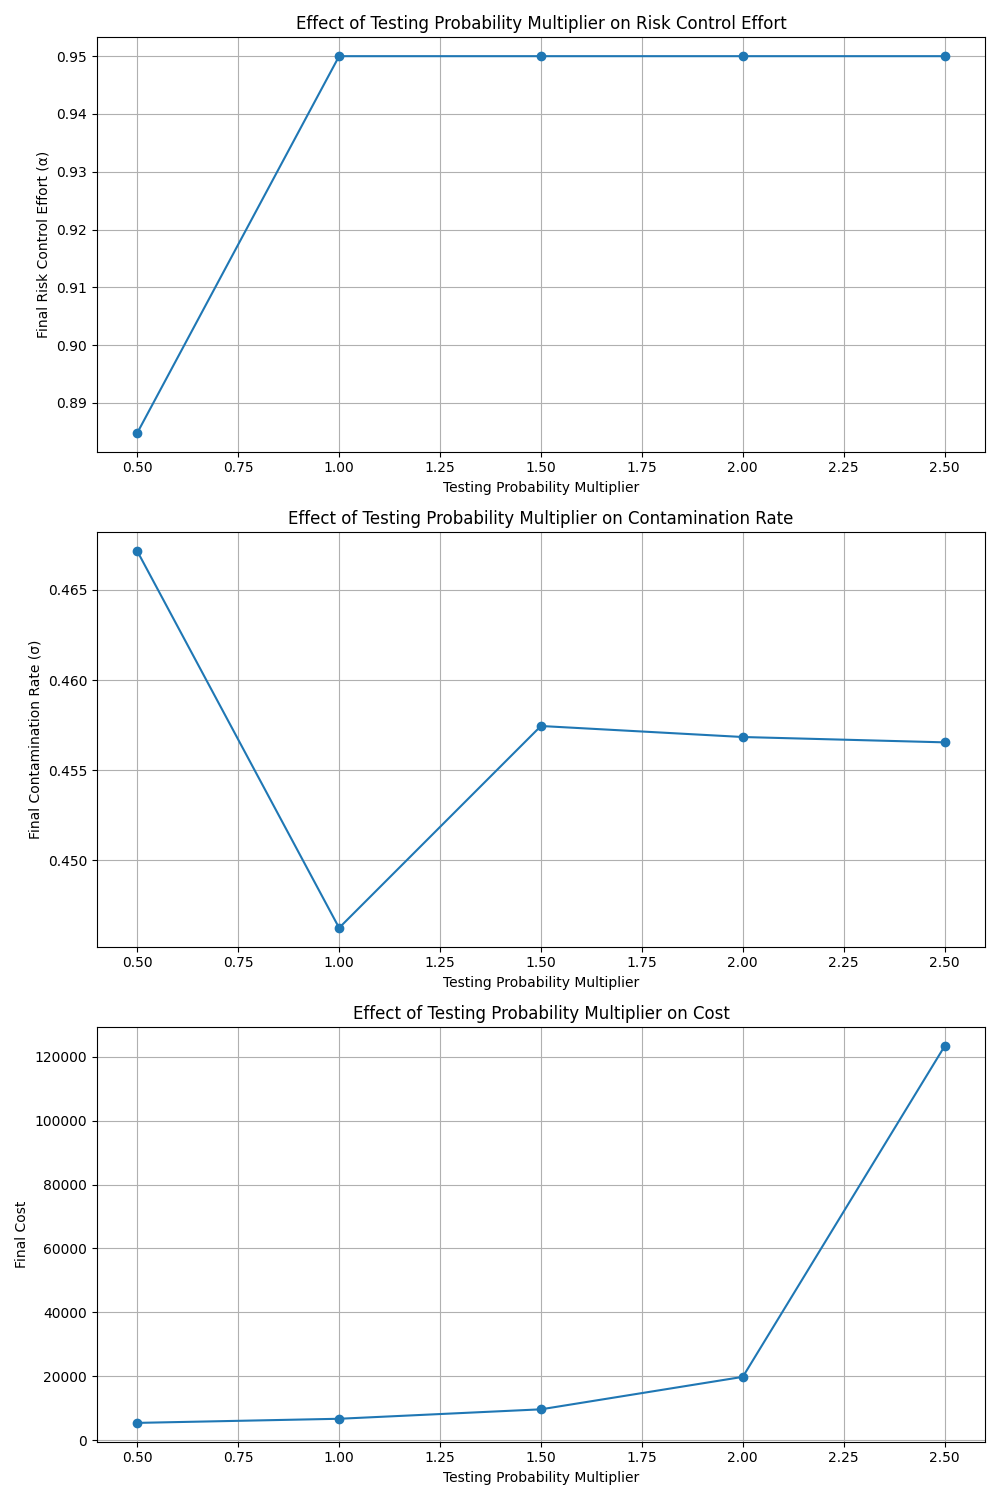 Effect of Testing Probability Multiplier on Risk Control Effort
Final Risk Control Effort (α)
0.95
0.94
0.93
0.92
0.91
0.90
0.89
0.50 0.75 1.00 1.25 1.50 1.75 2.00 2.25 2.50
Testing Probability Multiplier
Effect of Testing Probability Multiplier on Contamination Rate
Final Contamination Rate (σ)
0.465
0.460
0.455
0.450
0.50 0.75 1.00 1.25 1.50 1.75 2.00 2.25 2.50
Testing Probability Multiplier
Effect of Testing Probability Multiplier on Cost
Final Cost
120000
100000
80000
60000
40000
20000
0
0.50 0.75 1.00 1.25 1.50 1.75 2.00 2.25 2.50
Testing Probability Multiplier